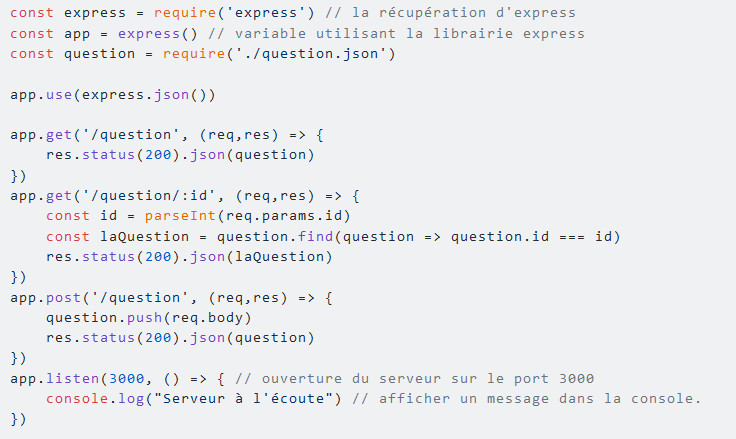 const express = require('express') // la récupération d'express
const app = express() // variable utilisant la librairie express
const question = require('./question.json')

app.use(express.json())

app.get('/question', (req,res) => {
    res.status(200).json(question)
})
app.get('/question/:id', (req,res) => {
    const id = parseInt(req.params.id)
    const laQuestion = question.find(question => question.id === id)
    res.status(200).json(laQuestion)
})
app.post('/question', (req,res) => {
    question.push(req.body)
    res.status(200).json(question)
})
app.listen(3000, () => { // ouverture du serveur sur le port 3000
    console.log("Serveur à l'écoute") // afficher un message dans la console.
})